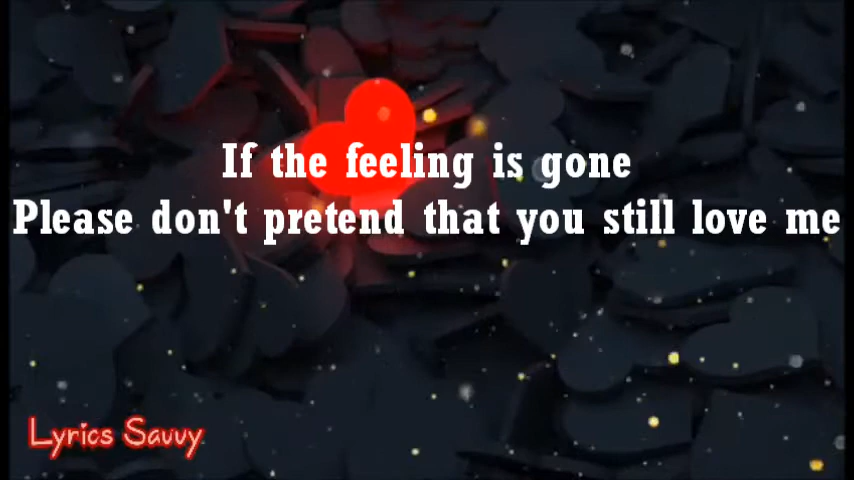 If the feeling is gone
Please don't pretend that you still love me
Lyrics Savvy